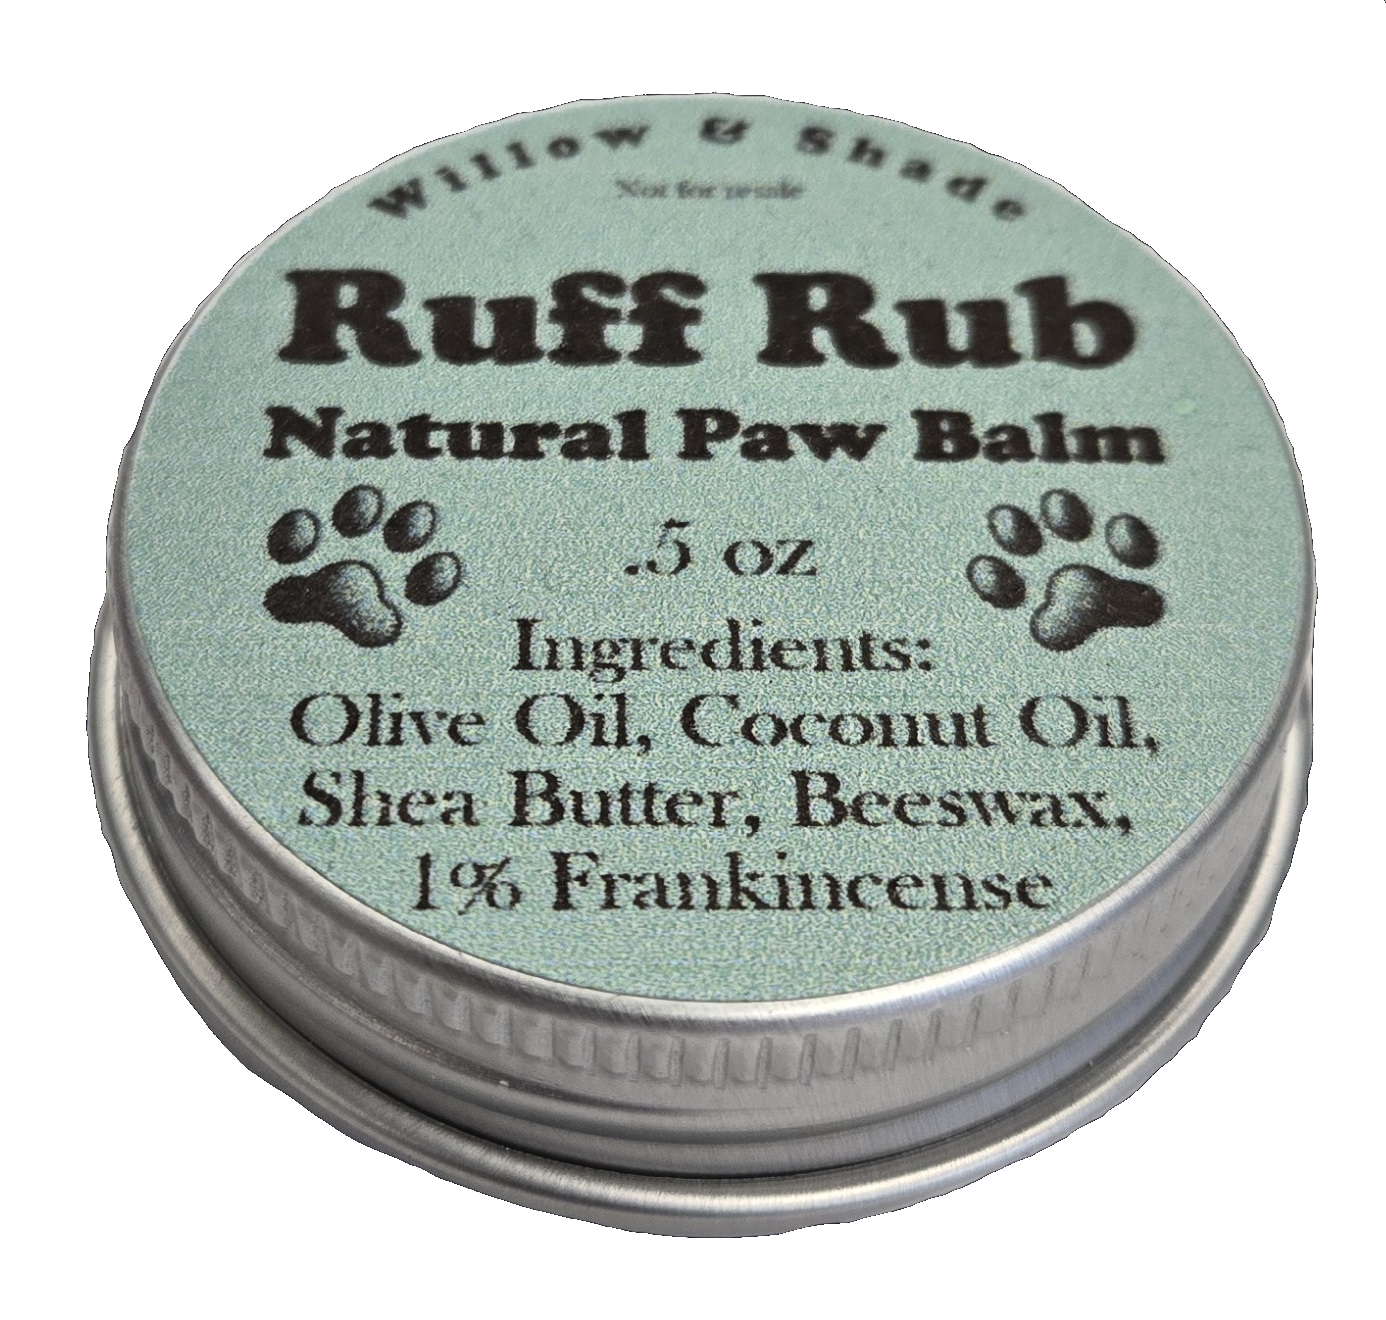 Willow & Shade
Not for resale
Ruff Rub
Natural Paw Balm
.5 oz
Ingredients:
Olive Oil, Coconut Oil,
Shea Butter, Beeswax,
1% Frankincense